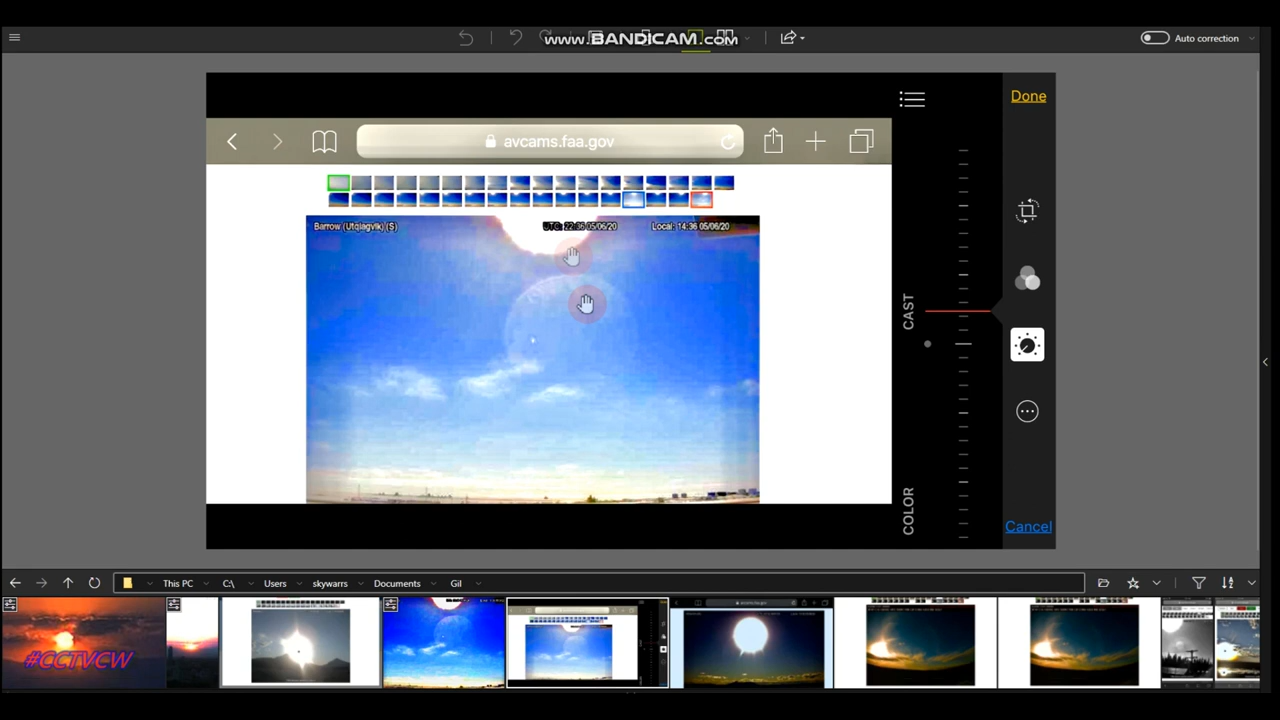 www.BANDICAM.com
Auto correction
Done
avcams.faa.gov
Barrow (Utqiagvik) (S)
UTC: 22:36 05/06/20
Local: 14:36 05/06/20
CAST
COLOR
Cancel
This PC
C:\
Users
skywarrs
Documents
Gil
#CCTVCW